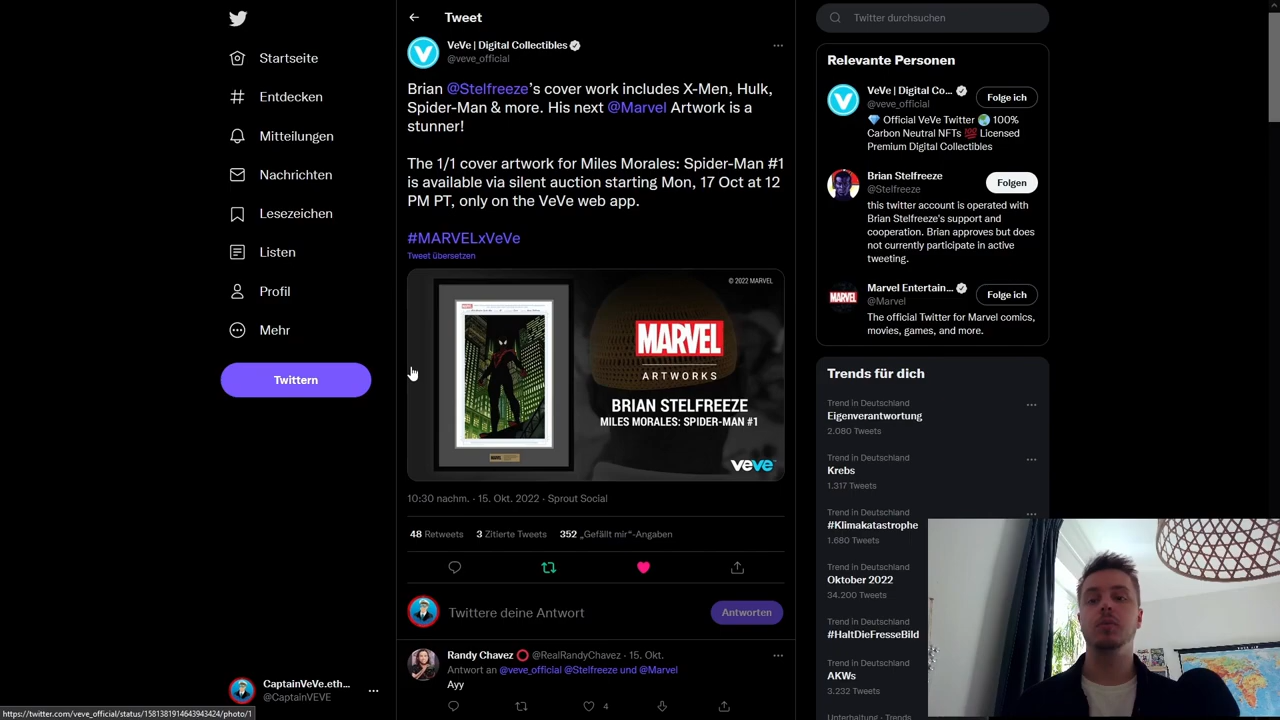 Startseite
Entdecken
Mitteilungen
Nachrichten
Lesezeichen
Listen
Profil
Mehr
Twittern
CaptainVeVe.eth...
@CaptainVEVE
https://twitter.com/veve_official/status/1581381914643943424/photo/1
Tweet
VeVe | Digital Collectibles
@veve_official
Brian @Stelfreeze's cover work includes X-Men, Hulk,
Spider-Man & more. His next @Marvel Artwork is a
stunner!
The 1/1 cover artwork for Miles Morales: Spider-Man #1
is available via silent auction starting Mon, 17 Oct at 12
PM PT, only on the VeVe web app.
#MARVELxVeVe
Tweet übersetzen
© 2022 MARVEL
MARVEL
ARTWORKS
BRIAN STELFREEZE
MILES MORALES: SPIDER-MAN #1
veve
10:30 nachm. · 15. Okt. 2022 · Sprout Social
48 Retweets 3 Zitierte Tweets 352 „Gefällt mir“-Angaben
Twittere deine Antwort
Antworten
Randy Chavez @RealRandyChavez · 15. Okt.
Antwort an @veve_official @Stelfreeze und @Marvel
Ayy
4
Twitter durchsuchen
Relevante Personen
VeVe | Digital Co...
@veve_official
Folge ich
Official VeVe Twitter 100%
Carbon Neutral NFTs 💯 Licensed
Premium Digital Collectibles
Brian Stelfreeze
@Stelfreeze
Folgen
this twitter account is operated with
Brian Stelfreeze's support and
cooperation. Brian approves but does
not currently participate in active
tweeting.
MARVEL
Marvel Entertain...
@Marvel
Folge ich
The official Twitter for Marvel comics,
movies, games, and more.
Trends für dich
Trend in Deutschland
Eigenverantwortung
2.080 Tweets
Trend in Deutschland
Krebs
1.317 Tweets
Trend in Deutschland
#Klimakatastrophe
1.680 Tweets
Trend in Deutschland
Oktober 2022
34.200 Tweets
Trend in Deutschland
#HaltDieFresseBild
Trend in Deutschland
AKWs
3.232 Tweets
Unterhaltung · Trends